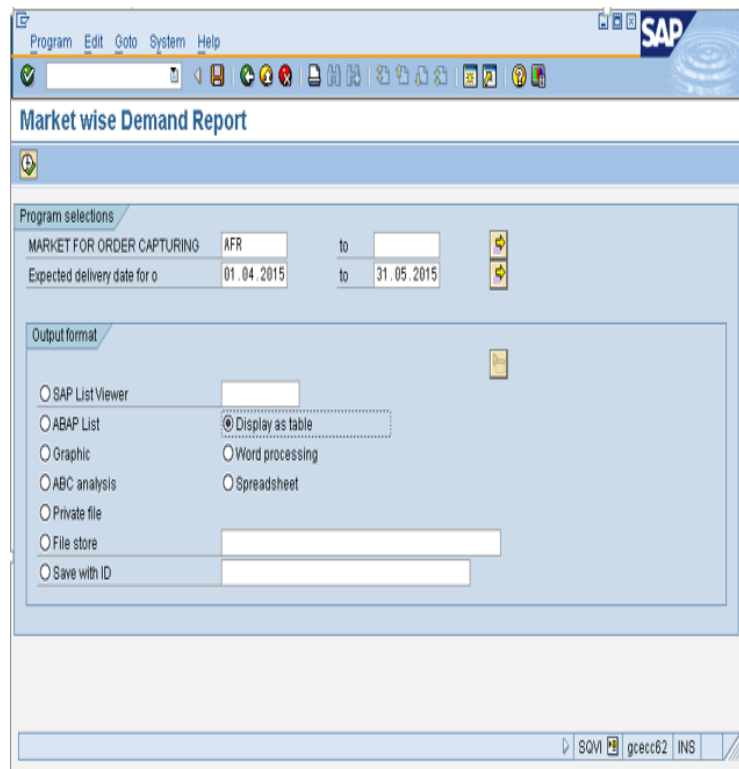 Program Edit Goto System Help
SAP
Market wise Demand Report
Program selections
MARKET FOR ORDER CAPTURING AFR to
Expected delivery date for o 01.04.2015 to 31.05.2015
Output format
SAP List Viewer
ABAP List Display as table
Graphic Word processing
ABC analysis Spreadsheet
Private file
File store
Save with ID
SQVI gcecc62 INS